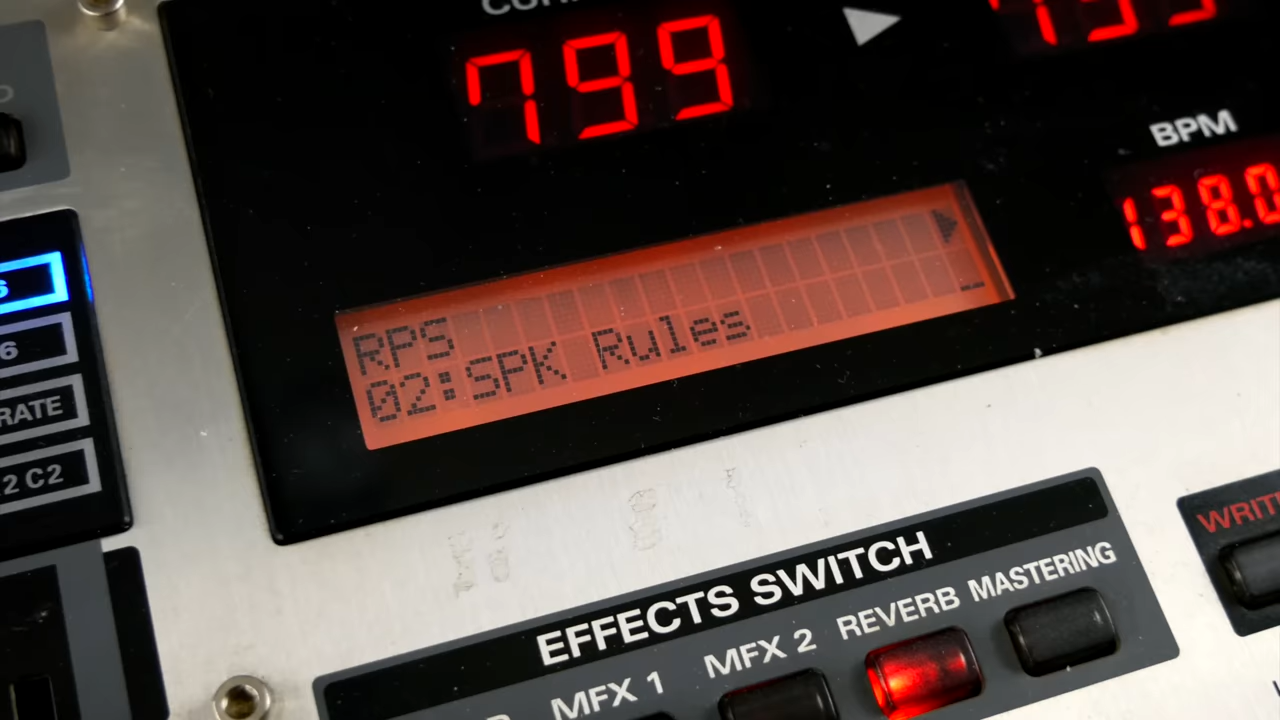 799
BPM
138.0
RPS
02:SPK Rules
6
RATE
2 C2
EFFECTS SWITCH
MFX 1
MFX 2
REVERB
MASTERING